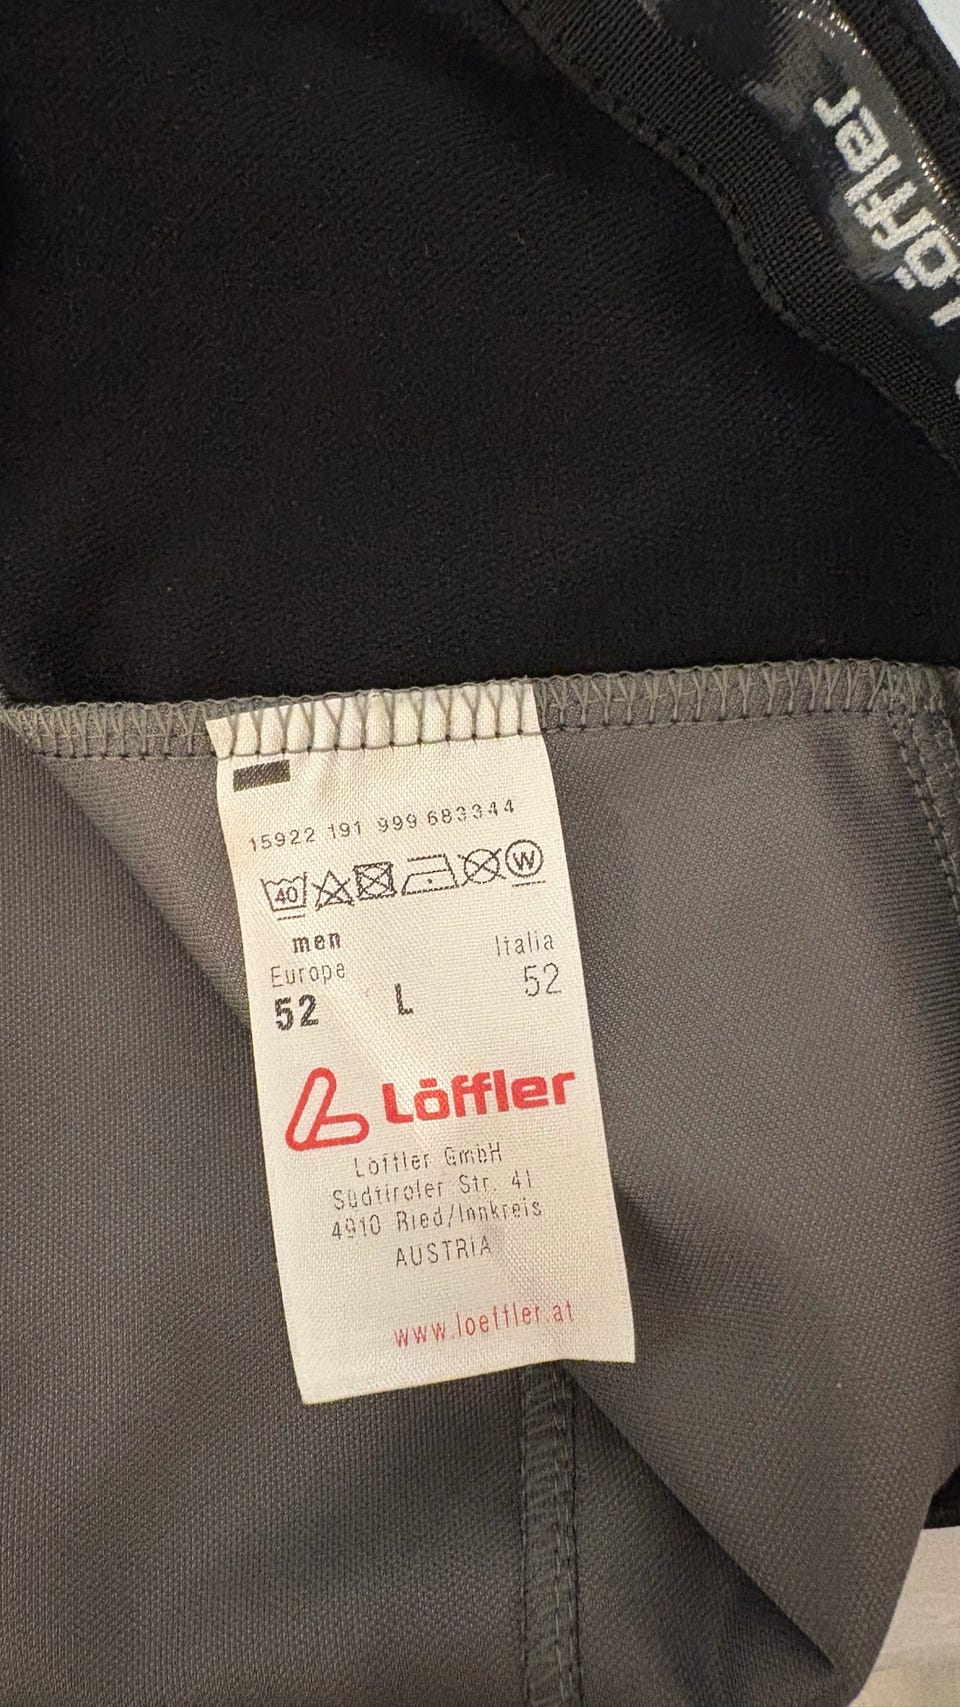 Löffler
15922 191 999 683344
40 W
men
Europe Italia
52 L 52
Löffler
Löffler GmbH
Südtiroler Str. 41
4910 Ried/Innkreis
AUSTRIA
www.loeffler.at